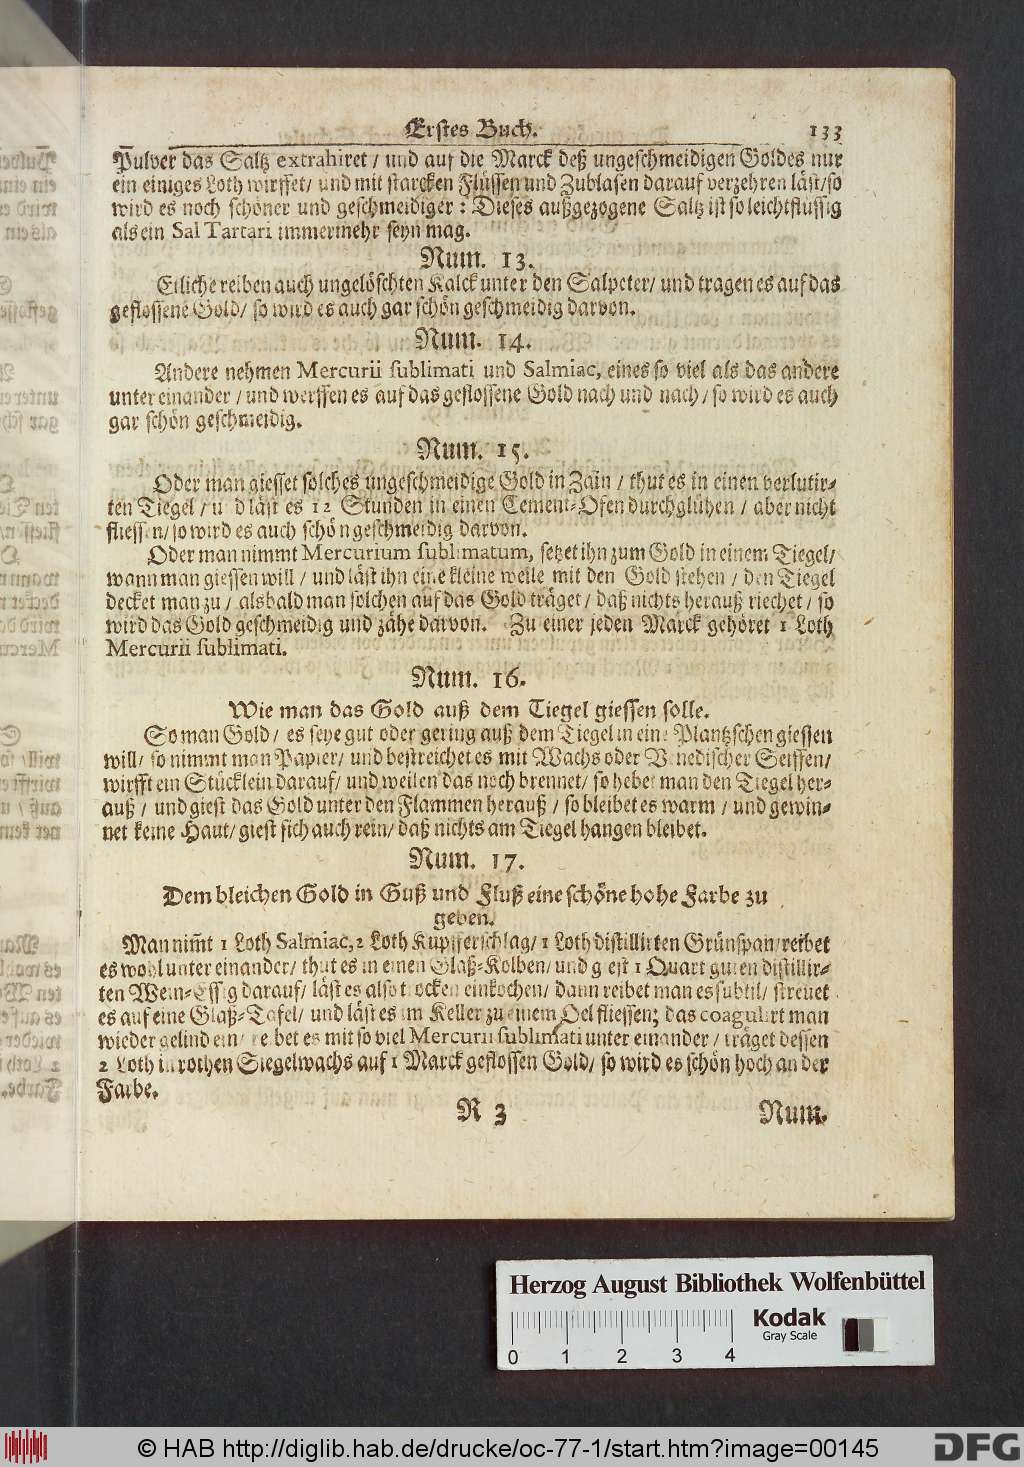 Erstes Buch. 133
Pulver das Saltz extrahiret / und auf die Marck deß ungeschmeidigen Goldes nur
ein einiges Loth wirffet / und mit starcken Flüssen und Zublasen darauf verzehren läst / so
wird es noch schöner und geschmeidiger : Dieses außgezogene Saltz ist so leichtflüssig
als ein Sal Tartari immermehr seyn mag.
Num. 13.
Etliche reiben auch ungelöschten Kalck unter den Salpeter / und tragen es auf das
geflossene Gold / so wird es auch gar schön geschmeidig darvon.
Num. 14.
Andere nehmen Mercurii sublimati und Salmiac, eines so viel als das andere
unter einander / und werffen es auf das geflossene Gold nach und nach / so wird es auch
gar schön geschmeidig.
Num. 15.
Oder man giesset solches ungeschmeidige Gold in Zain / thut es in einen verlutir-
ten Tiegel / und läst es 12 Stunden in einen Cement-Ofen durchglühen / aber nicht
fliessen / so wird es auch schön geschmeidig darvon.
Oder man nimmt Mercurium sublimatum, setzet ihn zum Gold in einem Tiegel /
wann man giessen will / und läst ihn eine kleine weile mit den Gold stehen / den Tiegel
decket man zu / alsbald man solchen auf das Gold träget / daß nichts herauß riechet / so
wird das Gold geschmeidig und zähe darvon. Zu einer jeden Marck gehöret 1 Loth
Mercurii sublimati.
Num. 16.
Wie man das Gold auß dem Tiegel giessen solle.
So man Gold / es seye gut oder gering auß dem Tiegel in eine Plantzschen giessen
will / so nimmt man Papier / und bestreichet es mit Wachs oder Venedischer Seiffen /
wirfft ein Stücklein darauf / und weilen das noch brennet / so hebet man den Tiegel her-
auß / und giest das Gold unter den Flammen herauß / so bleibet es warm / und gewin-
net keine Haut / giest sich auch rein / daß nichts am Tiegel hangen bleibet.
Num. 17.
Dem bleichen Gold in Guß und Fluß eine schöne hohe Farbe zu
geben.
Man nim̃t 1 Loth Salmiac, 2 Loth Kupfferschlag / 1 Loth distillirten Grünspan / reibet
es wohl unter einander / thut es in einen Glaß-Kolben / und giest 1 Quart guten distillir-
ten Wein-Essig darauf / läst es also trocken einkochen / dann reibet man es subtil / streuet
es auf eine Glaß-Tafel / und läst es im Keller zu einem Oel fliessen; das coagulirt man
wieder gelind ein / reibet es mit so viel Mercurii sublimati unter einander / träget dessen
2 Loth in rothen Siegelwachs auf 1 Marck geflossen Gold / so wird es schön hoch an der
Farbe.
R 3 Num.
Herzog August Bibliothek Wolfenbüttel
Kodak
Gray Scale
0 1 2 3 4
© HAB http://diglib.hab.de/drucke/oc-77-1/start.htm?image=00145
DFG